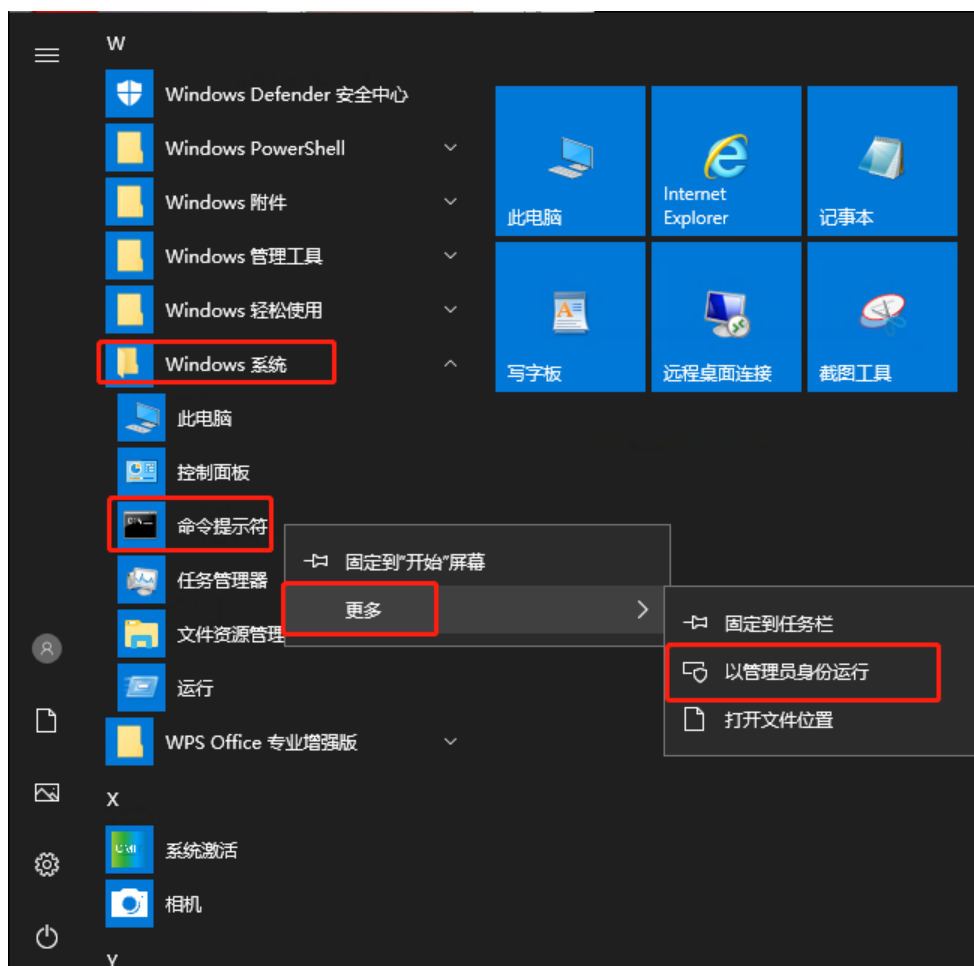 W
Windows Defender 安全中心
Windows PowerShell
Windows 附件
Windows 管理工具
Windows 轻松使用
Windows 系统
此电脑
控制面板
命令提示符
任务管理器
文件资源管理
运行
WPS Office 专业增强版
X
系统激活
相机
Y
此电脑
Internet
Explorer
记事本
写字板
远程桌面连接
截图工具
固定到"开始"屏幕
更多
固定到任务栏
以管理员身份运行
打开文件位置